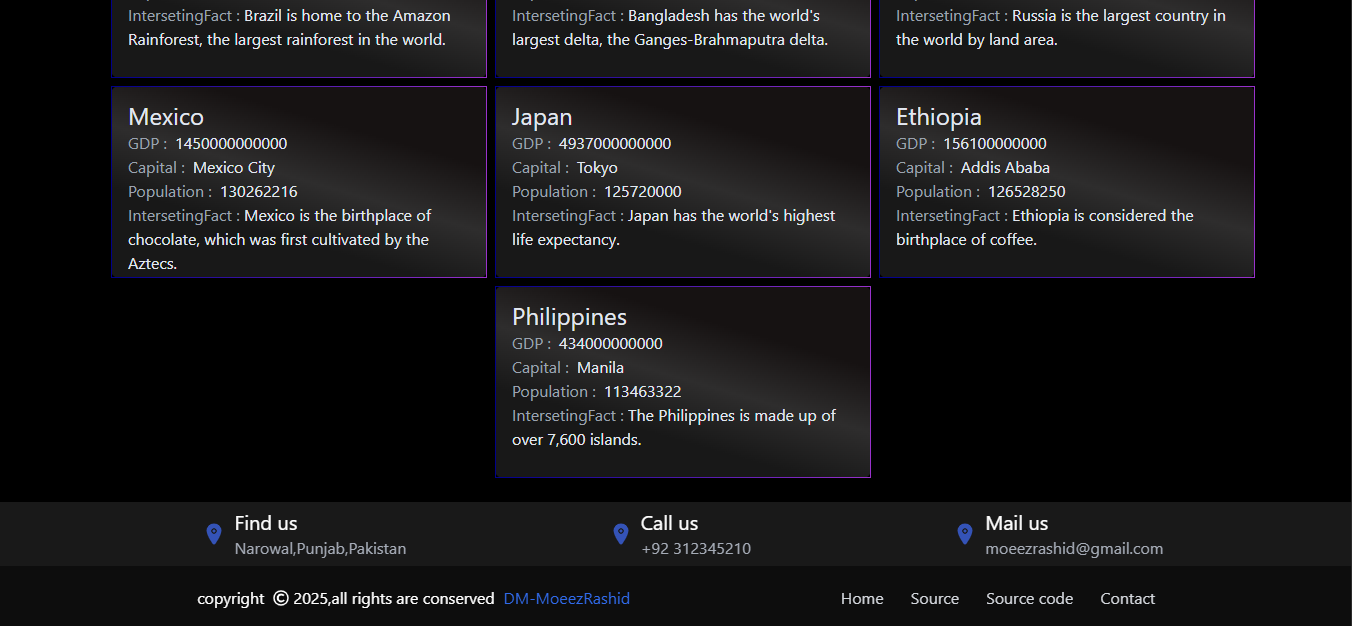 IntersetingFact : Brazil is home to the Amazon
Rainforest, the largest rainforest in the world.
IntersetingFact : Bangladesh has the world's
largest delta, the Ganges-Brahmaputra delta.
IntersetingFact : Russia is the largest country in
the world by land area.
Mexico
GDP : 1450000000000
Capital : Mexico City
Population : 130262216
IntersetingFact : Mexico is the birthplace of
chocolate, which was first cultivated by the
Aztecs.
Japan
GDP : 4937000000000
Capital : Tokyo
Population : 125720000
IntersetingFact : Japan has the world's highest
life expectancy.
Ethiopia
GDP : 156100000000
Capital : Addis Ababa
Population : 126528250
IntersetingFact : Ethiopia is considered the
birthplace of coffee.
Philippines
GDP : 434000000000
Capital : Manila
Population : 113463322
IntersetingFact : The Philippines is made up of
over 7,600 islands.
Find us
Narowal,Punjab,Pakistan
Call us
+92 312345210
Mail us
moeezrashid@gmail.com
copyright © 2025,all rights are conserved DM-MoeezRashid
Home Source Source code Contact